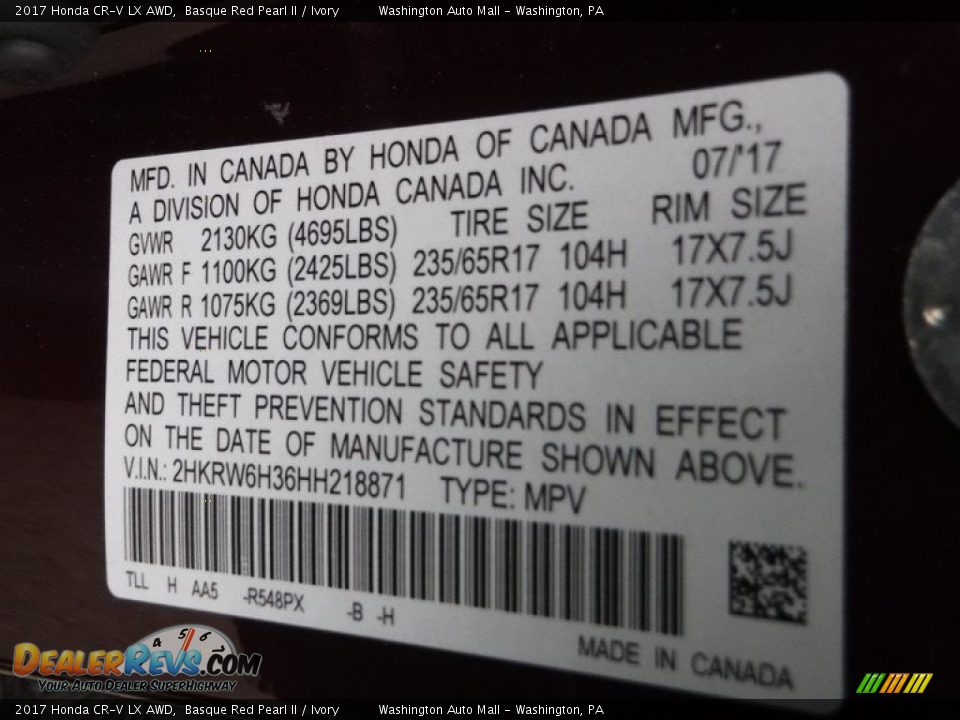 2017 Honda CR-V LX AWD, Basque Red Pearl II / Ivory Washington Auto Mall - Washington, PA
MFD. IN CANADA BY HONDA OF CANADA MFG.,
A DIVISION OF HONDA CANADA INC. 07/'17
GVWR 2130KG (4695LBS) TIRE SIZE RIM SIZE
GAWR F 1100KG (2425LBS) 235/65R17 104H 17X7.5J
GAWR R 1075KG (2369LBS) 235/65R17 104H 17X7.5J
THIS VEHICLE CONFORMS TO ALL APPLICABLE
FEDERAL MOTOR VEHICLE SAFETY
AND THEFT PREVENTION STANDARDS IN EFFECT
ON THE DATE OF MANUFACTURE SHOWN ABOVE.
V.I.N.: 2HKRW6H36HH218871 TYPE: MPV
TLL H AA5 -R548PX -B -H
MADE IN CANADA
4 5 6
DEALERREVS.COM
YOUR AUTO DEALER SUPERHIGHWAY
2017 Honda CR-V LX AWD, Basque Red Pearl II / Ivory Washington Auto Mall - Washington, PA